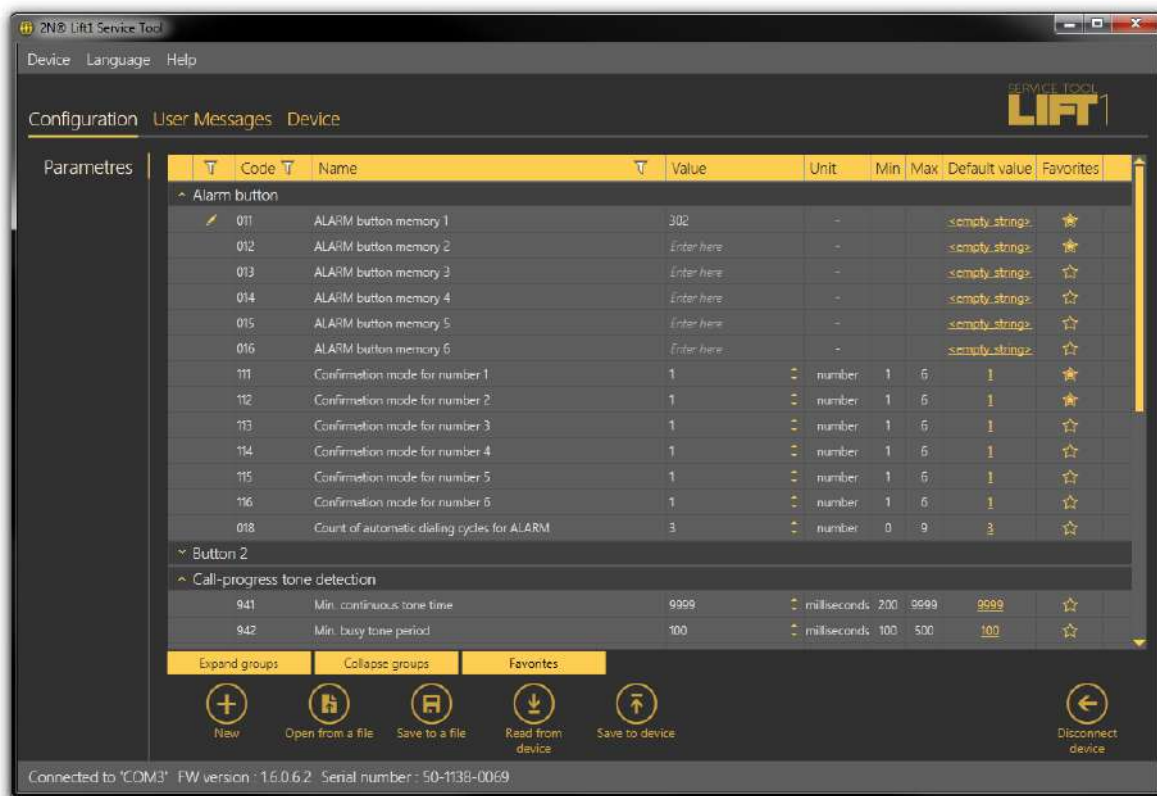 2N® Lift1 Service Tool
Device Language Help
SERVICE TOOL
LIFT1
Configuration User Messages Device
Parametres
Code Name Value Unit Min Max Default value Favorites
Alarm button
011 ALARM button memory 1 302 - <empty string>
012 ALARM button memory 2 Enter here - <empty string>
013 ALARM button memory 3 Enter here - <empty string>
014 ALARM button memory 4 Enter here - <empty string>
015 ALARM button memory 5 Enter here - <empty string>
016 ALARM button memory 6 Enter here - <empty string>
111 Confirmation mode for number 1 1 number 1 6 1
112 Confirmation mode for number 2 1 number 1 6 1
113 Confirmation mode for number 3 1 number 1 6 1
114 Confirmation mode for number 4 1 number 1 6 1
115 Confirmation mode for number 5 1 number 1 6 1
116 Confirmation mode for number 6 1 number 1 6 1
018 Count of automatic dialing cycles for ALARM 3 number 0 9 3
Button 2
Call-progress tone detection
941 Min. continuous tone time 9999 milliseconds 200 9999 9999
942 Min. busy tone period 100 milliseconds 100 500 100
Expand groups Collapse groups Favorites
New Open from a file Save to a file Read from device Save to device Disconnect device
Connected to 'COM3' FW version : 1.6.0.6.2 Serial number : 50-1138-0069